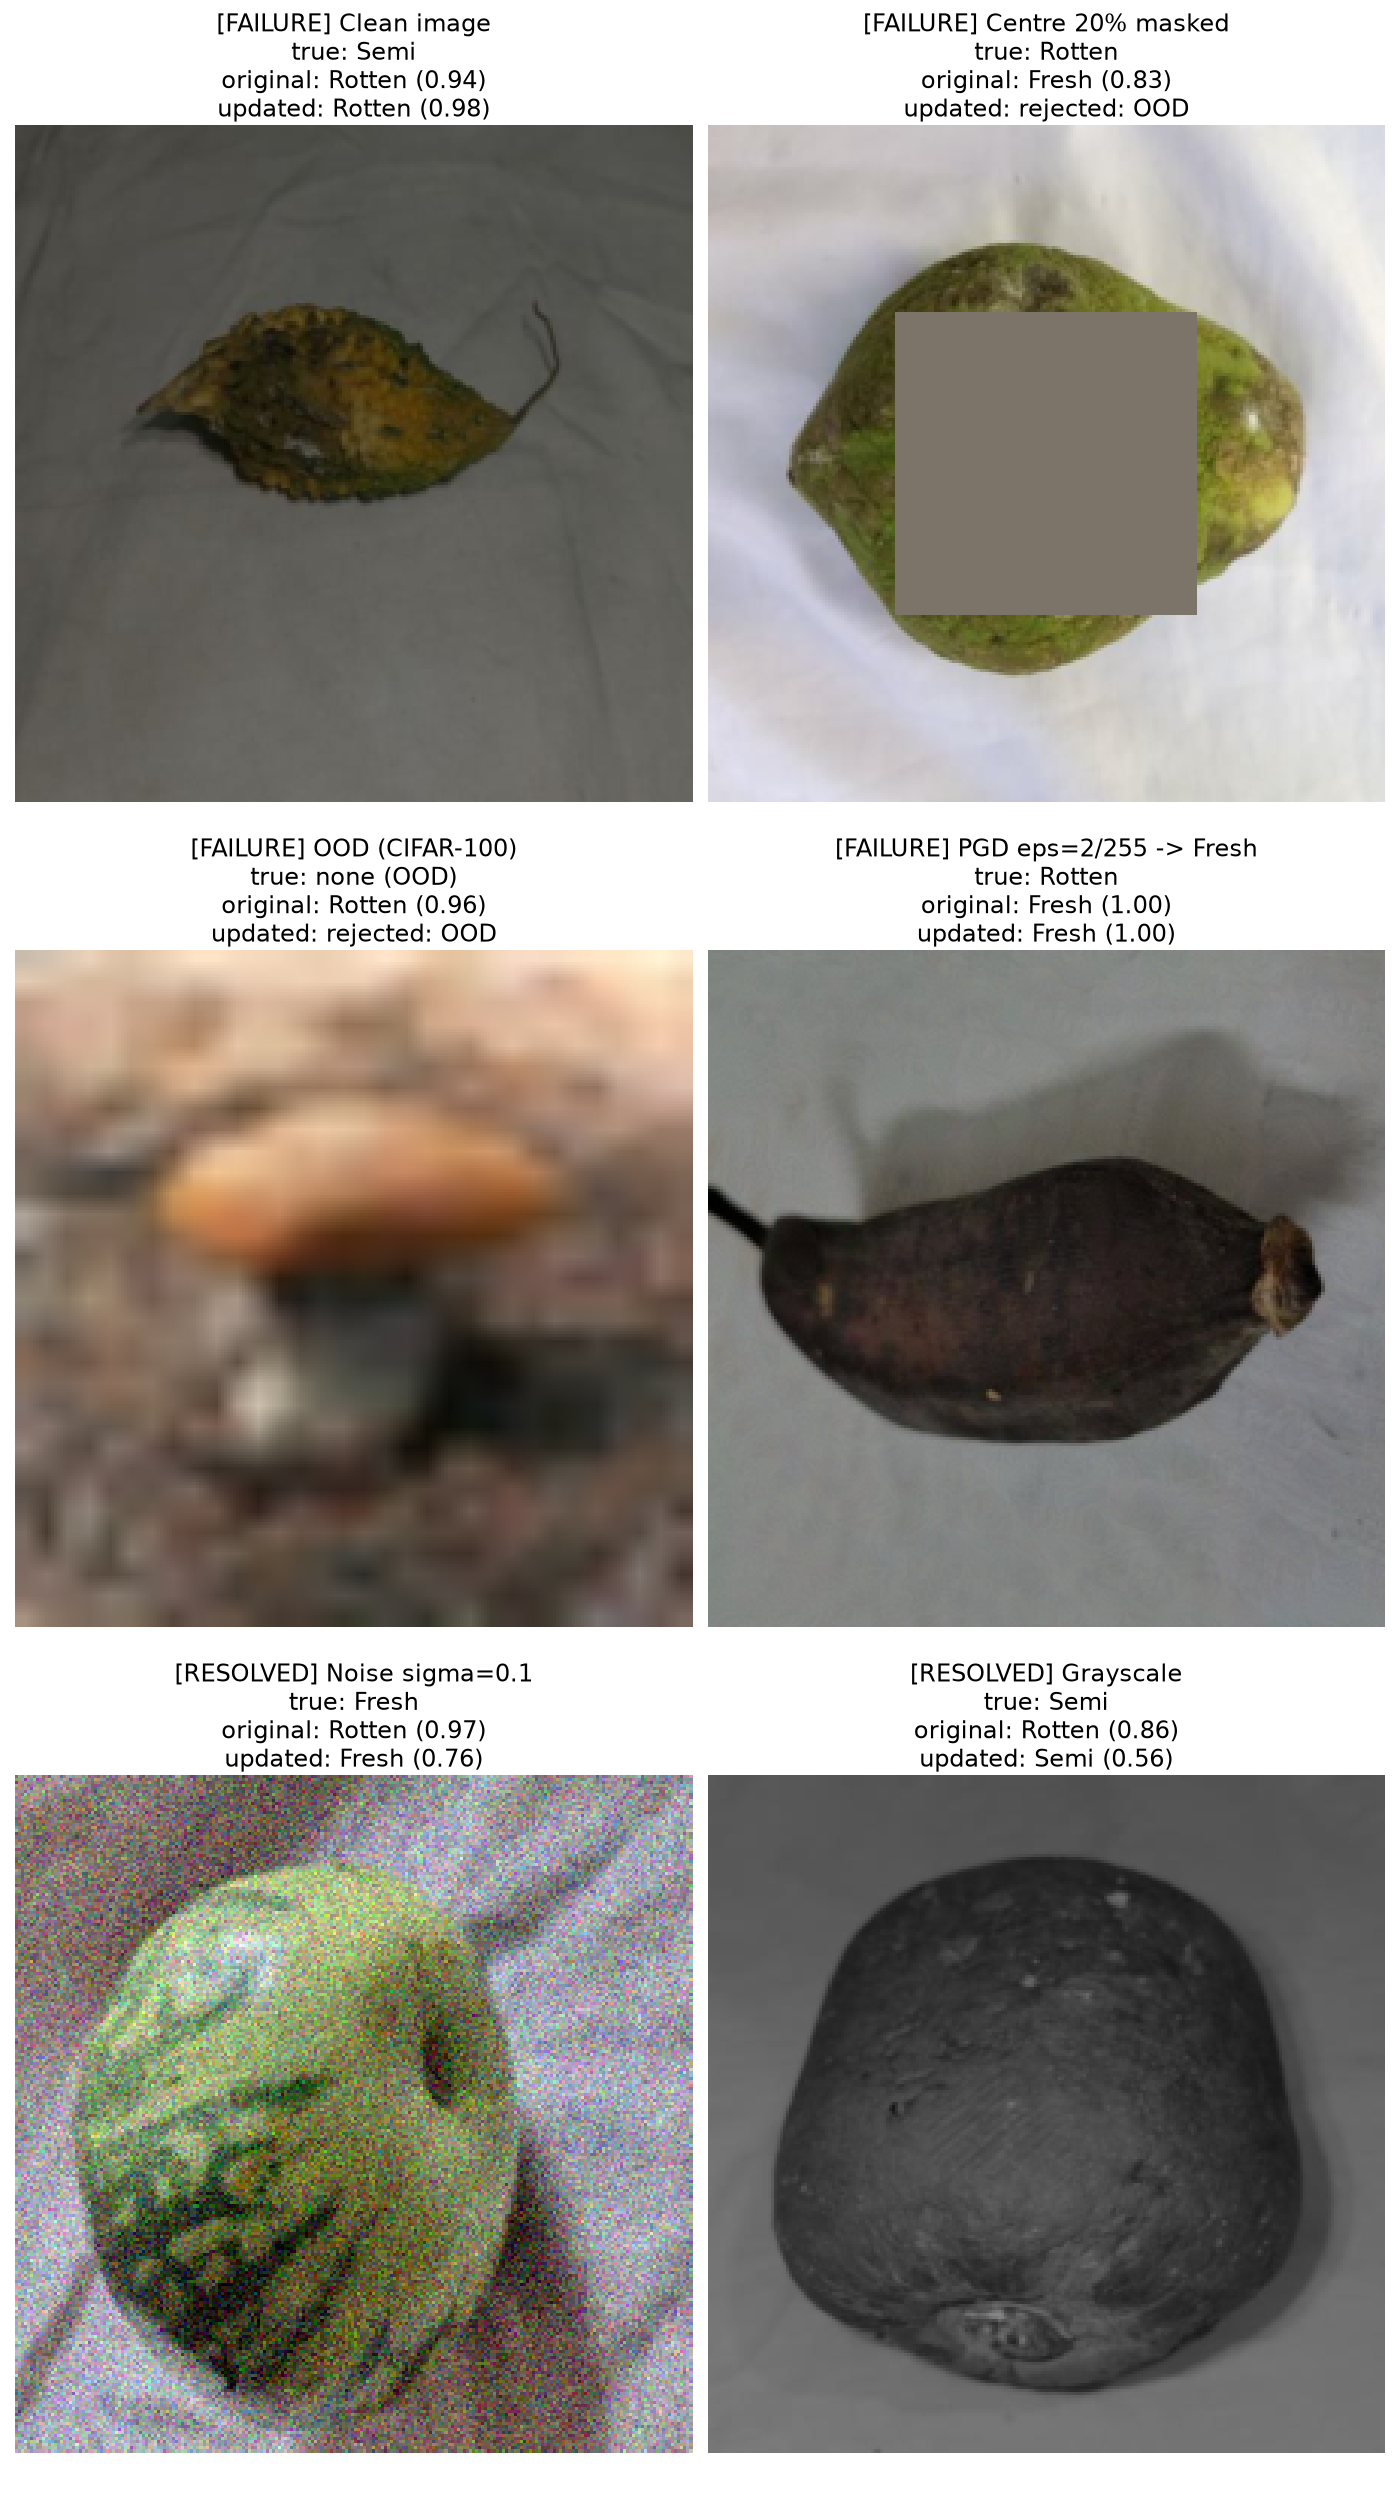 [FAILURE] Clean image
true: Semi
original: Rotten (0.94)
updated: Rotten (0.98)
[FAILURE] Centre 20% masked
true: Rotten
original: Fresh (0.83)
updated: rejected: OOD
[FAILURE] OOD (CIFAR-100)
true: none (OOD)
original: Rotten (0.96)
updated: rejected: OOD
[FAILURE] PGD eps=2/255 -> Fresh
true: Rotten
original: Fresh (1.00)
updated: Fresh (1.00)
[RESOLVED] Noise sigma=0.1
true: Fresh
original: Rotten (0.97)
updated: Fresh (0.76)
[RESOLVED] Grayscale
true: Semi
original: Rotten (0.86)
updated: Semi (0.56)